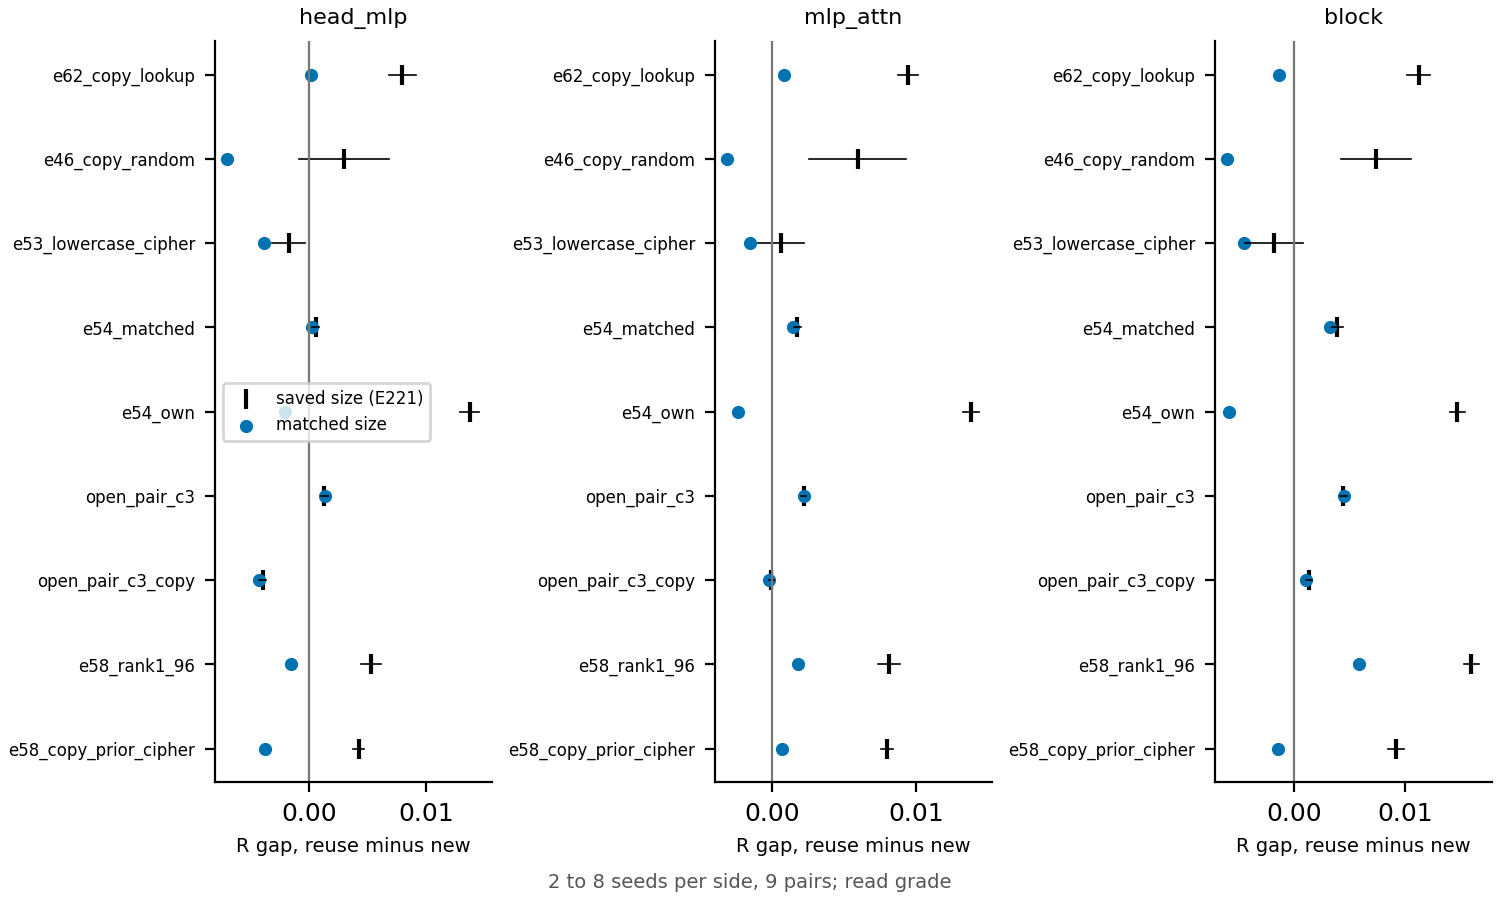 head_mlp
e62_copy_lookup
e46_copy_random
e53_lowercase_cipher
e54_matched
e54_own
open_pair_c3
open_pair_c3_copy
e58_rank1_96
e58_copy_prior_cipher
saved size (E221)
matched size
0.00 0.01
R gap, reuse minus new
mlp_attn
e62_copy_lookup
e46_copy_random
e53_lowercase_cipher
e54_matched
e54_own
open_pair_c3
open_pair_c3_copy
e58_rank1_96
e58_copy_prior_cipher
0.00 0.01
R gap, reuse minus new
block
e62_copy_lookup
e46_copy_random
e53_lowercase_cipher
e54_matched
e54_own
open_pair_c3
open_pair_c3_copy
e58_rank1_96
e58_copy_prior_cipher
0.00 0.01
R gap, reuse minus new
2 to 8 seeds per side, 9 pairs; read grade